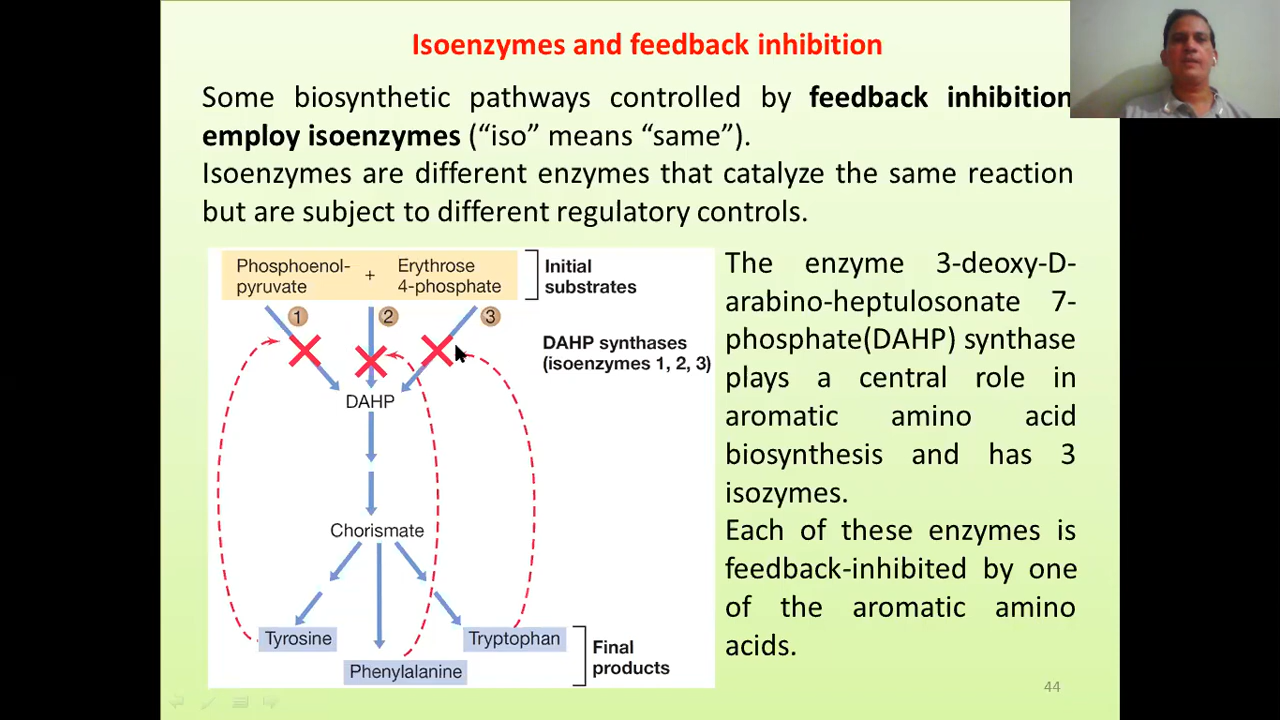 Isoenzymes and feedback inhibition
Some biosynthetic pathways controlled by feedback inhibition
employ isoenzymes (“iso” means “same”).
Isoenzymes are different enzymes that catalyze the same reaction
but are subject to different regulatory controls.
Phosphoenol-
pyruvate
+
Erythrose
4-phosphate
Initial
substrates
1
2
3
DAHP synthases
(isoenzymes 1, 2, 3)
DAHP
Chorismate
Tyrosine
Tryptophan
Phenylalanine
Final
products
The enzyme 3-deoxy-D-
arabino-heptulosonate 7-
phosphate(DAHP) synthase
plays a central role in
aromatic amino acid
biosynthesis and has 3
isozymes.
Each of these enzymes is
feedback-inhibited by one
of the aromatic amino
acids.
44